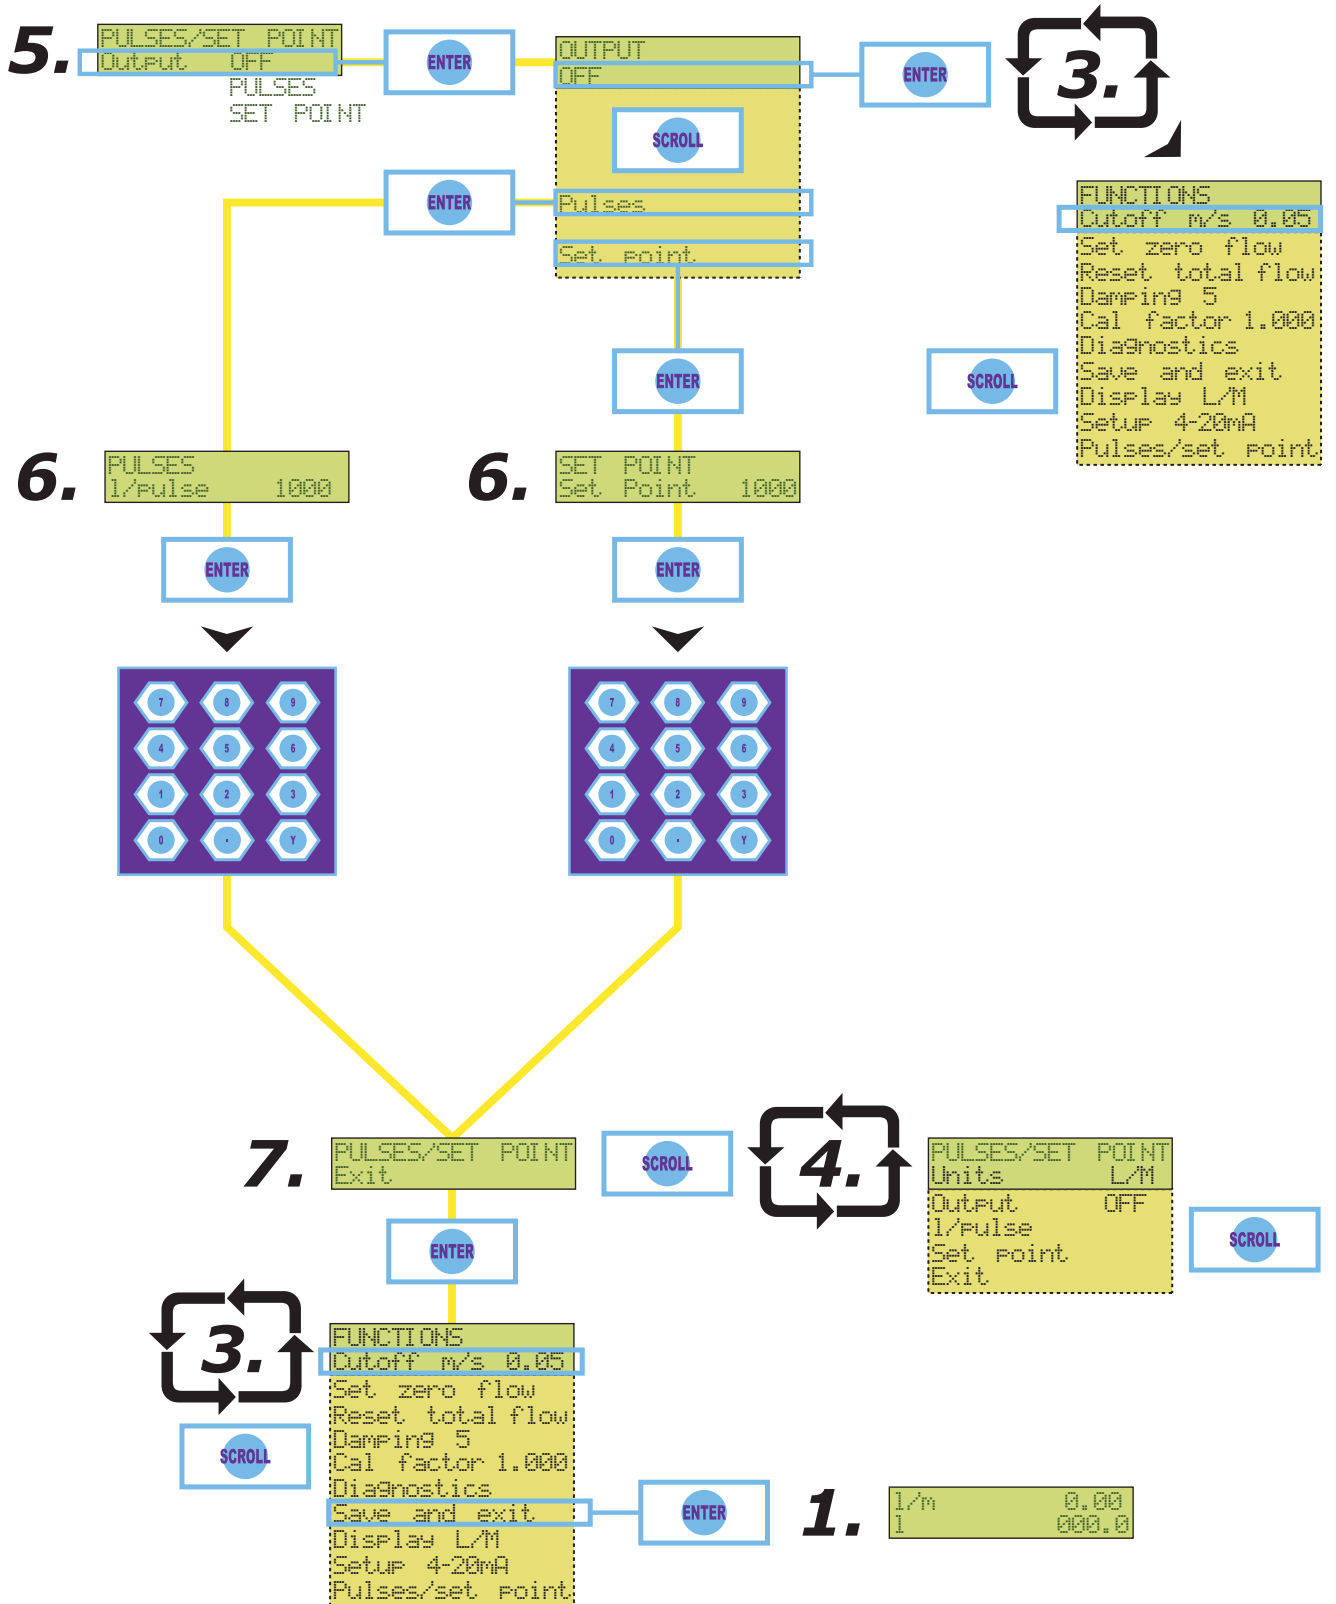 5.
PULSES/SET POINT
Output OFF
PULSES
SET POINT
ENTER
OUTPUT
OFF
SCROLL
Pulses
Set point
ENTER
3.
ENTER
FUNCTIONS
Cutoff m/s 0.05
Set zero flow
Reset total flow
Damping 5
Cal factor 1.000
Diagnostics
Save and exit
Display L/M
Setup 4-20mA
Pulses/set point
SCROLL
ENTER
6.
PULSES
l/pulse 1000
6.
SET POINT
Set Point 1000
ENTER
ENTER
7 8 9
4 5 6
1 2 3
0 . Y
7 8 9
4 5 6
1 2 3
0 . Y
7.
PULSES/SET POINT
Exit
SCROLL
4.
PULSES/SET POINT
Units L/M
Output OFF
l/pulse
Set point
Exit
SCROLL
ENTER
3.
SCROLL
FUNCTIONS
Cutoff m/s 0.05
Set zero flow
Reset total flow
Damping 5
Cal factor 1.000
Diagnostics
Save and exit
Display L/M
Setup 4-20mA
Pulses/set point
ENTER
1.
l/m 0.00
l 000.0